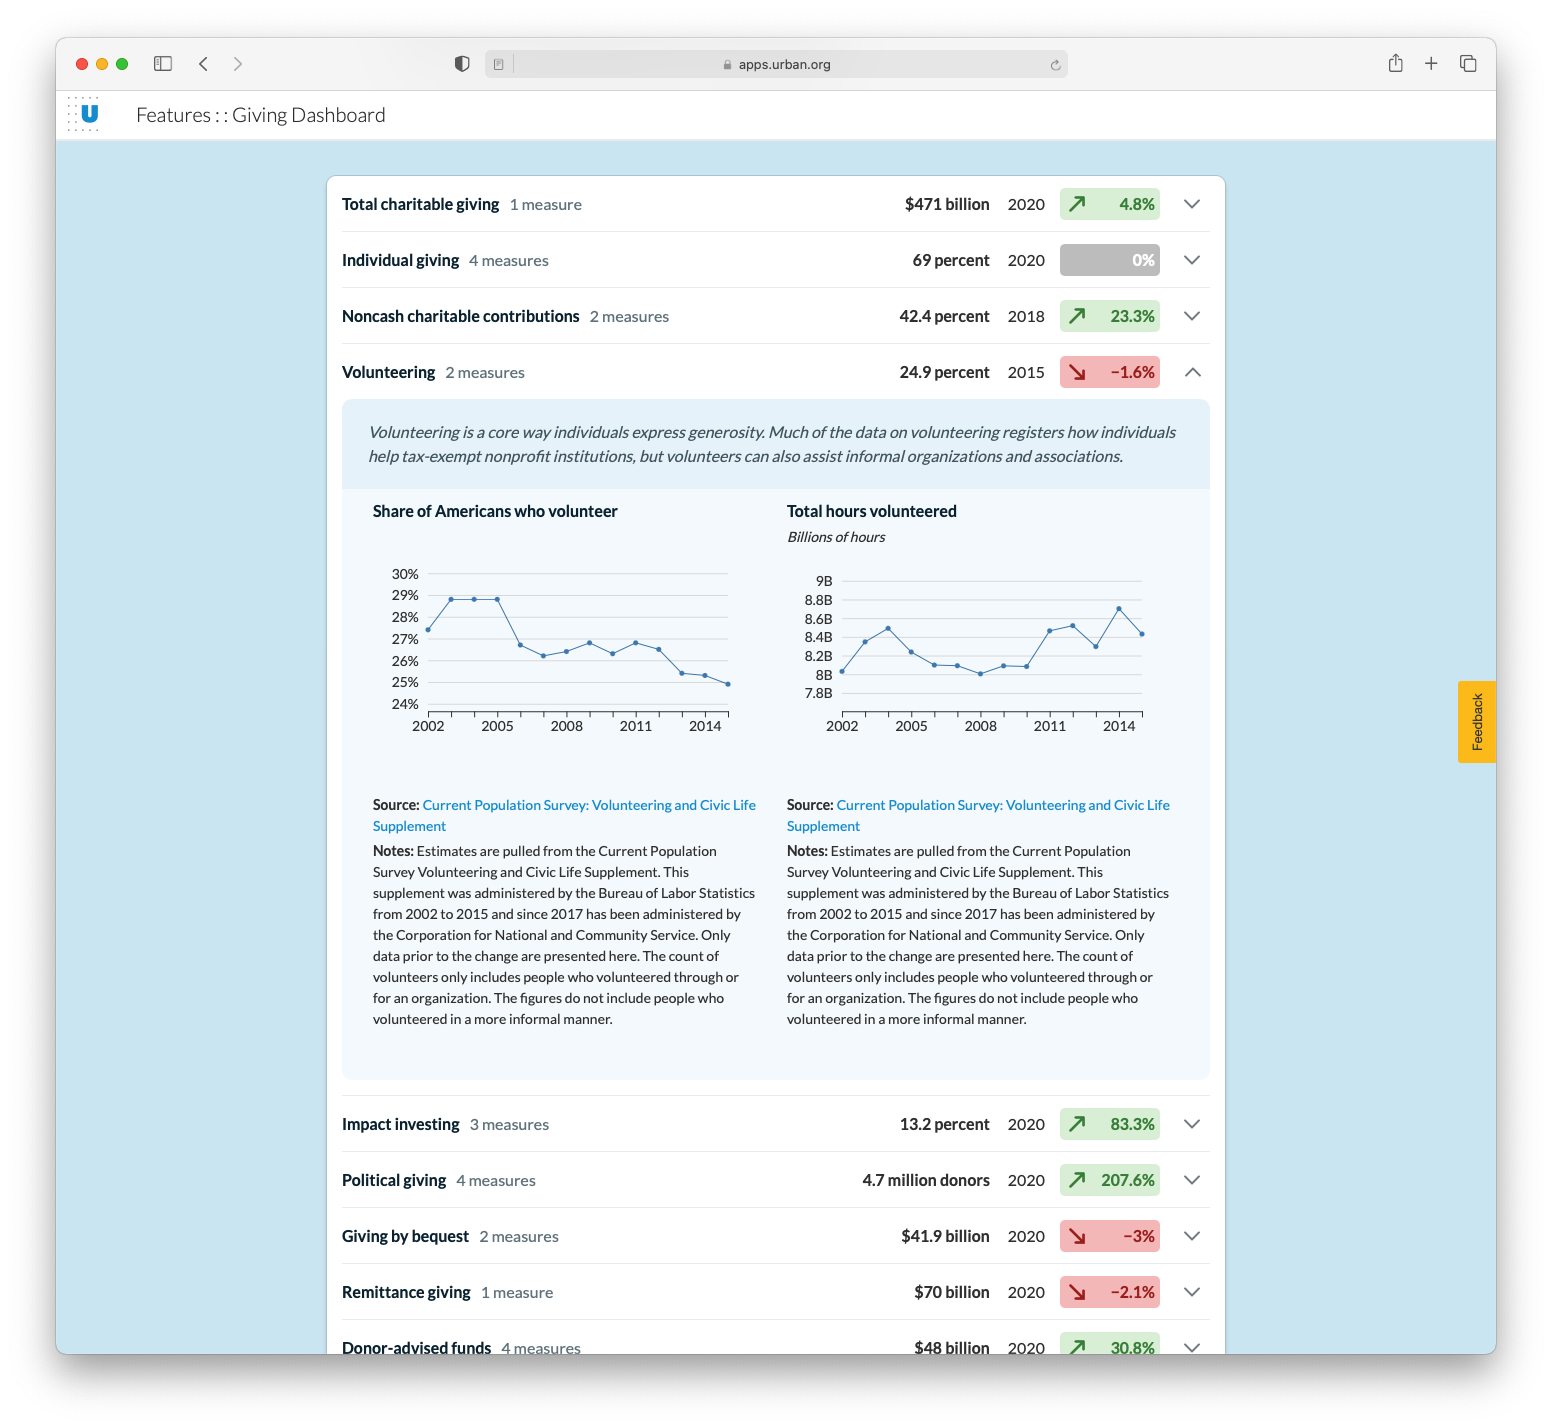 apps.urban.org
U
Features :: Giving Dashboard
Total charitable giving 1 measure $471 billion 2020 4.8%
Individual giving 4 measures 69 percent 2020 0%
Noncash charitable contributions 2 measures 42.4 percent 2018 23.3%
Volunteering 2 measures 24.9 percent 2015 −1.6%
Volunteering is a core way individuals express generosity. Much of the data on volunteering registers how individuals
help tax-exempt nonprofit institutions, but volunteers can also assist informal organizations and associations.
Share of Americans who volunteer
30%
29%
28%
27%
26%
25%
24%
2002 2005 2008 2011 2014
Source: Current Population Survey: Volunteering and Civic Life
Supplement
Notes: Estimates are pulled from the Current Population
Survey Volunteering and Civic Life Supplement. This
supplement was administered by the Bureau of Labor Statistics
from 2002 to 2015 and since 2017 has been administered by
the Corporation for National and Community Service. Only
data prior to the change are presented here. The count of
volunteers only includes people who volunteered through or
for an organization. The figures do not include people who
volunteered in a more informal manner.
Total hours volunteered
Billions of hours
9B
8.8B
8.6B
8.4B
8.2B
8B
7.8B
2002 2005 2008 2011 2014
Source: Current Population Survey: Volunteering and Civic Life
Supplement
Notes: Estimates are pulled from the Current Population
Survey Volunteering and Civic Life Supplement. This
supplement was administered by the Bureau of Labor Statistics
from 2002 to 2015 and since 2017 has been administered by
the Corporation for National and Community Service. Only
data prior to the change are presented here. The count of
volunteers only includes people who volunteered through or
for an organization. The figures do not include people who
volunteered in a more informal manner.
Feedback
Impact investing 3 measures 13.2 percent 2020 83.3%
Political giving 4 measures 4.7 million donors 2020 207.6%
Giving by bequest 2 measures $41.9 billion 2020 −3%
Remittance giving 1 measure $70 billion 2020 −2.1%
Donor-advised funds 4 measures $48 billion 2020 30.8%